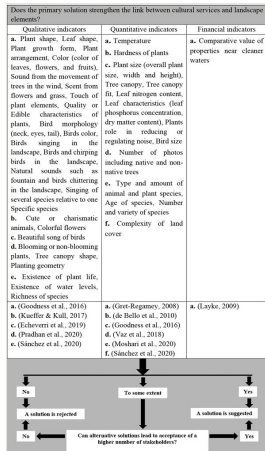 Does the primary solution strengthen the link between cultural services and landscape
elements?
Qualitative indicators
a. Plant shape, Leaf shape,
Plant growth form, Plant
arrangement, Color (color of
leaves, flowers, and fruits),
Sound from the movement of
trees in the wind, Scent from
flowers and grass, Touch of
plant elements, Quality or
Edible characteristics of
plants, Bird morphology
(neck, eyes, tail), Birds color,
Birds singing in the
landscape, Birds and chirping
birds in the landscape,
Natural sounds such as
fountain and birds chittering
in the landscape, Singing of
several species relative to one
Specific species
b. Cute or charismatic
animals, Colorful flowers
c. Beautiful song of birds
d. Blooming or non-blooming
plants, Tree canopy shape,
Planting geometry
e. Existence of plant life,
Existence of water levels,
Richness of species
Quantitative indicators
a. Temperature
b. Hardness of plants
c. Plant size (overall plant
size, width and height),
Tree canopy, Tree canopy
fit, Leaf nitrogen content,
Leaf characteristics (leaf
phosphorus concentration,
dry matter content), Plants
role in reducing or
regulating noise, Bird size
d. Number of photos
including native and non-
native trees
e. Type and amount of
animal and plant species,
Age of species, Number
and variety of species
f. Complexity of land
cover
Financial indicators
a. Comparative value of
properties near cleaner
waters
a. (Goodness et al., 2016)
b. (Kueffer & Kull, 2017)
c. (Echeverri et al., 2019)
d. (Pradhan et al., 2020)
e. (Sánchez et al., 2020)
a. (Gret-Regamey, 2008)
b. (de Bello et al., 2010)
c. (Goodness et al., 2016)
d. (Vaz et al., 2018)
e. (Moshari et al., 2020)
f. (Sánchez et al., 2020)
a. (Layke, 2009)
No
To some extent
Yes
A solution is rejected
A solution is suggested
No
Can alternative solutions lead to acceptance of a
higher number of stakeholders?
Yes